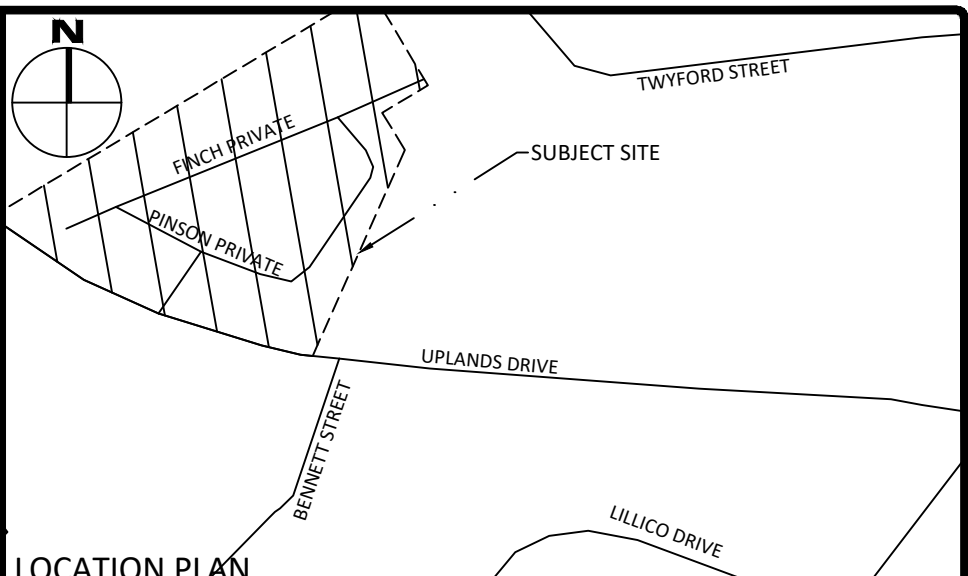 N
TWYFORD STREET
FINCH PRIVATE
SUBJECT SITE
PINSON PRIVATE
UPLANDS DRIVE
BENNETT STREET
LILLICO DRIVE
LOCATION PLAN